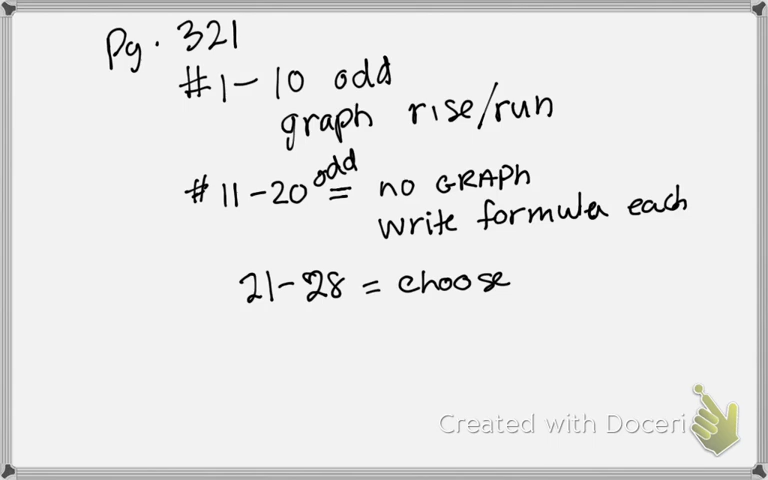 Pg. 321
#1-10 odd
graph rise/run
#11-20 odd = no GRAPh
write formula each
21-28 = choose
Created with Doceri